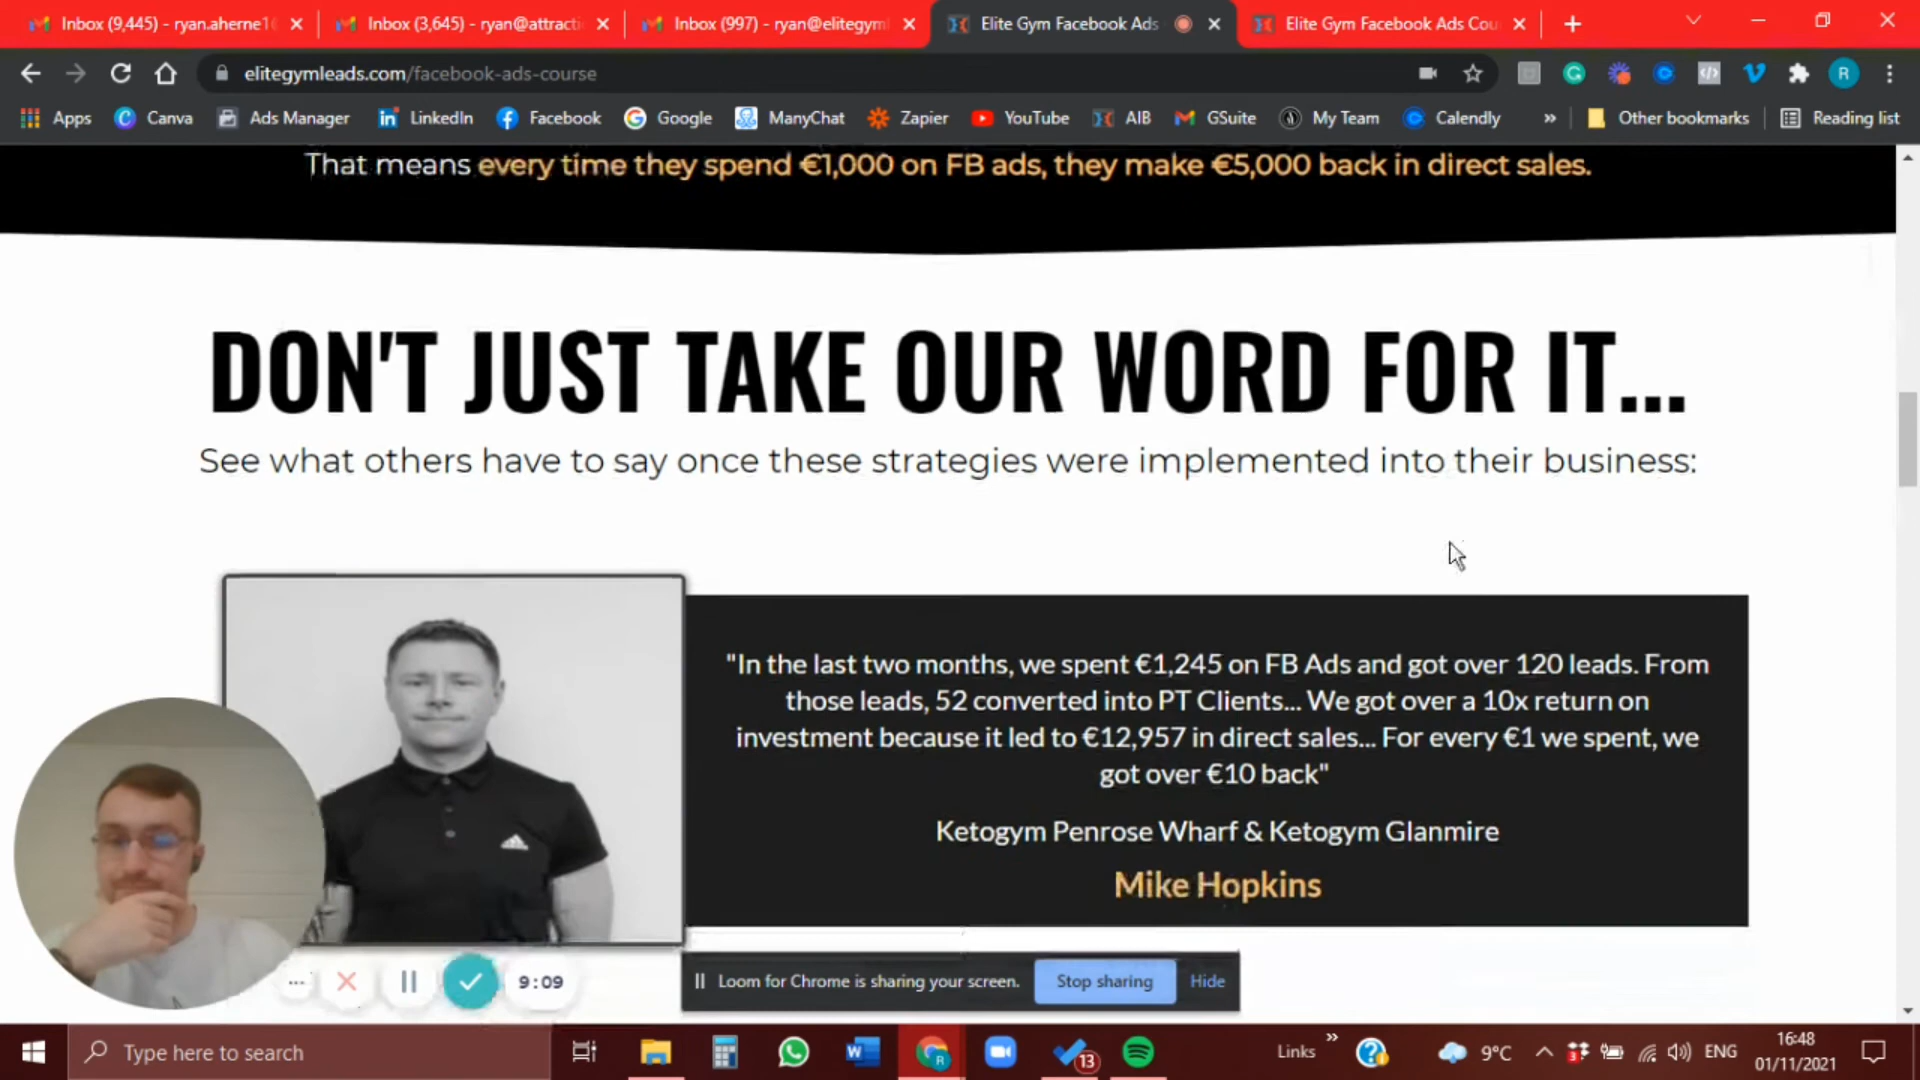 Inbox (9,445) - ryan.aherne1
Inbox (3,645) - ryan@attracti
Inbox (997) - ryan@elitegyml
Elite Gym Facebook Ads
Elite Gym Facebook Ads Cou
elitegymleads.com/facebook-ads-course
R
Apps
Canva
Ads Manager
LinkedIn
Facebook
Google
ManyChat
Zapier
YouTube
AIB
GSuite
My Team
Calendly
»
Other bookmarks
Reading list
That means every time they spend €1,000 on FB ads, they make €5,000 back in direct sales.
DON'T JUST TAKE OUR WORD FOR IT...
See what others have to say once these strategies were implemented into their business:
"In the last two months, we spent €1,245 on FB Ads and got over 120 leads. From
those leads, 52 converted into PT Clients... We got over a 10x return on
investment because it led to €12,957 in direct sales... For every €1 we spent, we
got over €10 back"
Ketogym Penrose Wharf & Ketogym Glanmire
Mike Hopkins
9:09
Loom for Chrome is sharing your screen.
Stop sharing
Hide
Type here to search
13
Links
»
9°C
ENG
16:48
01/11/2021